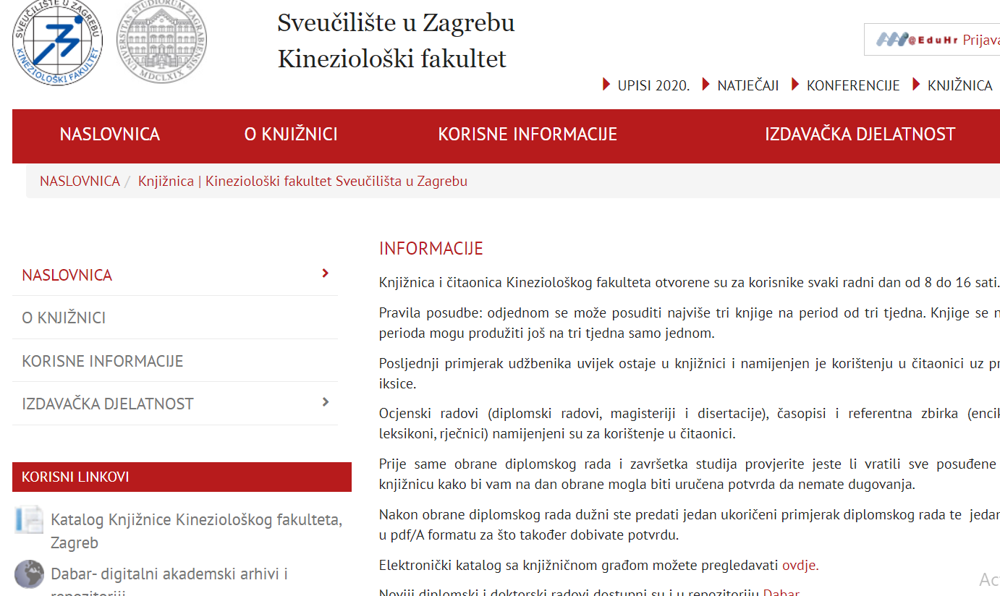 SVEUČILIŠTE U ZAGREBU
KINEZIOLOŠKI FAKULTET
UNIVERSITAS STUDIORUM ZAGRABIENSIS
MDCLXIX
Sveučilište u Zagrebu
Kineziološki fakultet
@EduHr Prijava
UPISI 2020. NATJEČAJI KONFERENCIJE KNJIŽNICA
NASLOVNICA O KNJIŽNICI KORISNE INFORMACIJE IZDAVAČKA DJELATNOST
NASLOVNICA / Knjižnica | Kineziološki fakultet Sveučilišta u Zagrebu
NASLOVNICA
O KNJIŽNICI
KORISNE INFORMACIJE
IZDAVAČKA DJELATNOST
KORISNI LINKOVI
Katalog Knjižnice Kineziološkog fakulteta,
Zagreb
Dabar- digitalni akademski arhivi i
repozitoriji
INFORMACIJE
Knjižnica i čitaonica Kineziološkog fakulteta otvorene su za korisnike svaki radni dan od 8 do 16 sati.
Pravila posudbe: odjednom se može posuditi najviše tri knjige na period od tri tjedna. Knjige se
perioda mogu produžiti još na tri tjedna samo jednom.
Posljednji primjerak udžbenika uvijek ostaje u knjižnici i namijenjen je korištenju u čitaonici uz
iksice.
Ocjenski radovi (diplomski radovi, magisteriji i disertacije), časopisi i referentna zbirka
leksikoni, rječnici) namijenjeni su za korištenje u čitaonici.
Prije same obrane diplomskog rada i završetka studija provjerite jeste li vratili sve posuđene
knjižnicu kako bi vam na dan obrane mogla biti uručena potvrda da nemate dugovanja.
Nakon obrane diplomskog rada dužni ste predati jedan ukoričeni primjerak diplomskog rada te jedan
u pdf/A formatu za što također dobivate potvrdu.
Elektronički katalog sa knjižničnom građom možete pregledavati ovdje.
Noviji diplomski i doktorski radovi dostupni su i u repozitoriju Dabar